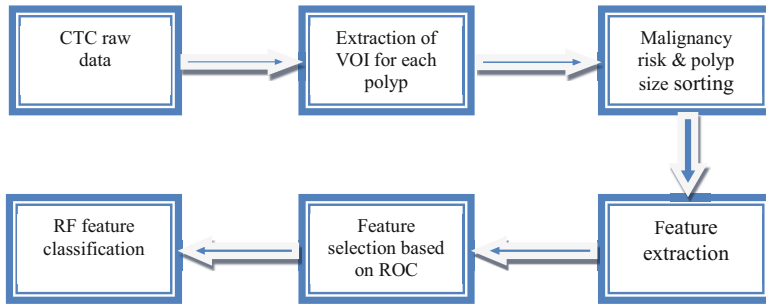 CTC raw
data
Extraction of
VOI for each
polyp
Malignancy
risk & polyp
size sorting
Feature
extraction
Feature
selection based
on ROC
RF feature
classification